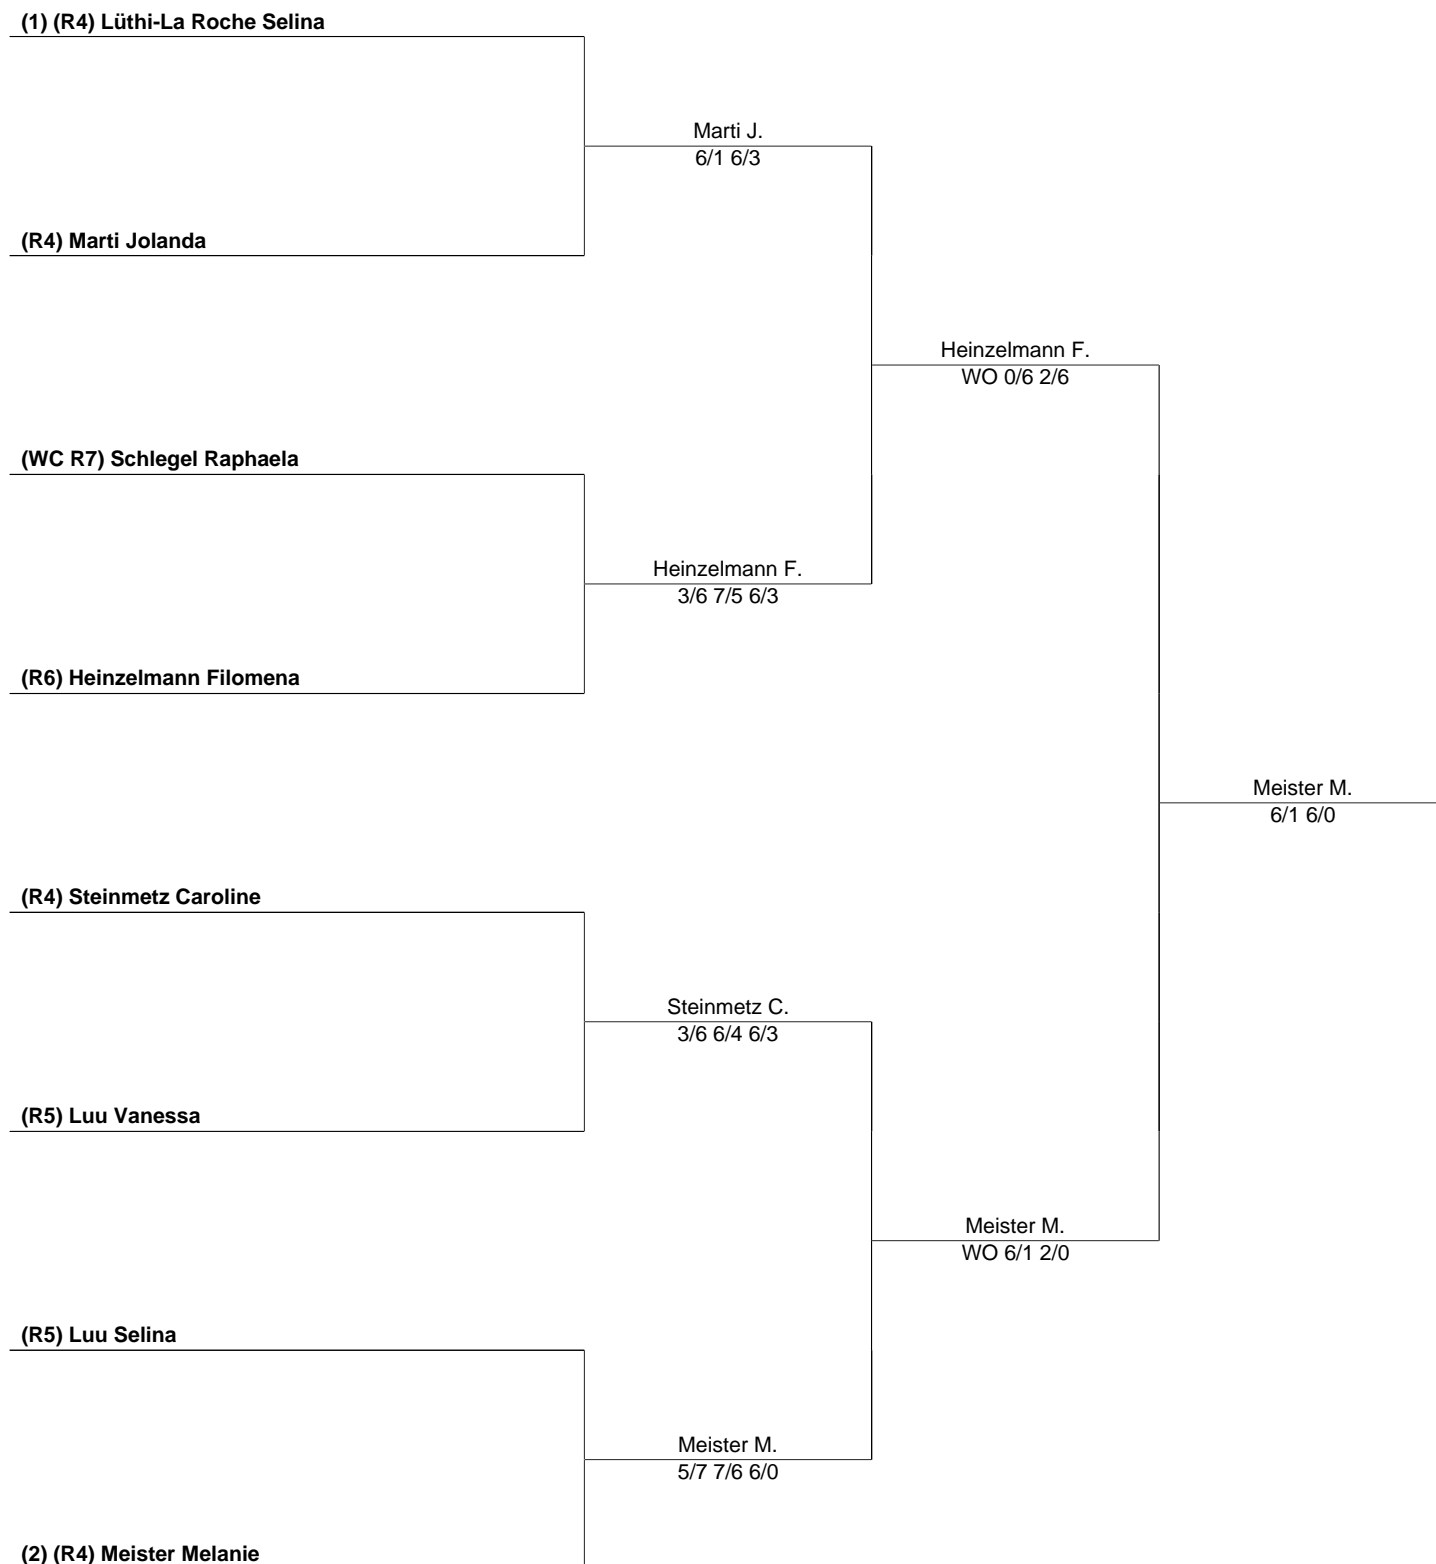 (1) (R4) Lüthi-La Roche Selina
Marti J.
6/1 6/3
(R4) Marti Jolanda
Heinzelmann F.
WO 0/6 2/6
(WC R7) Schlegel Raphaela
Heinzelmann F.
3/6 7/5 6/3
(R6) Heinzelmann Filomena
Meister M.
6/1 6/0
(R4) Steinmetz Caroline
Steinmetz C.
3/6 6/4 6/3
(R5) Luu Vanessa
Meister M.
WO 6/1 2/0
(R5) Luu Selina
Meister M.
5/7 7/6 6/0
(2) (R4) Meister Melanie